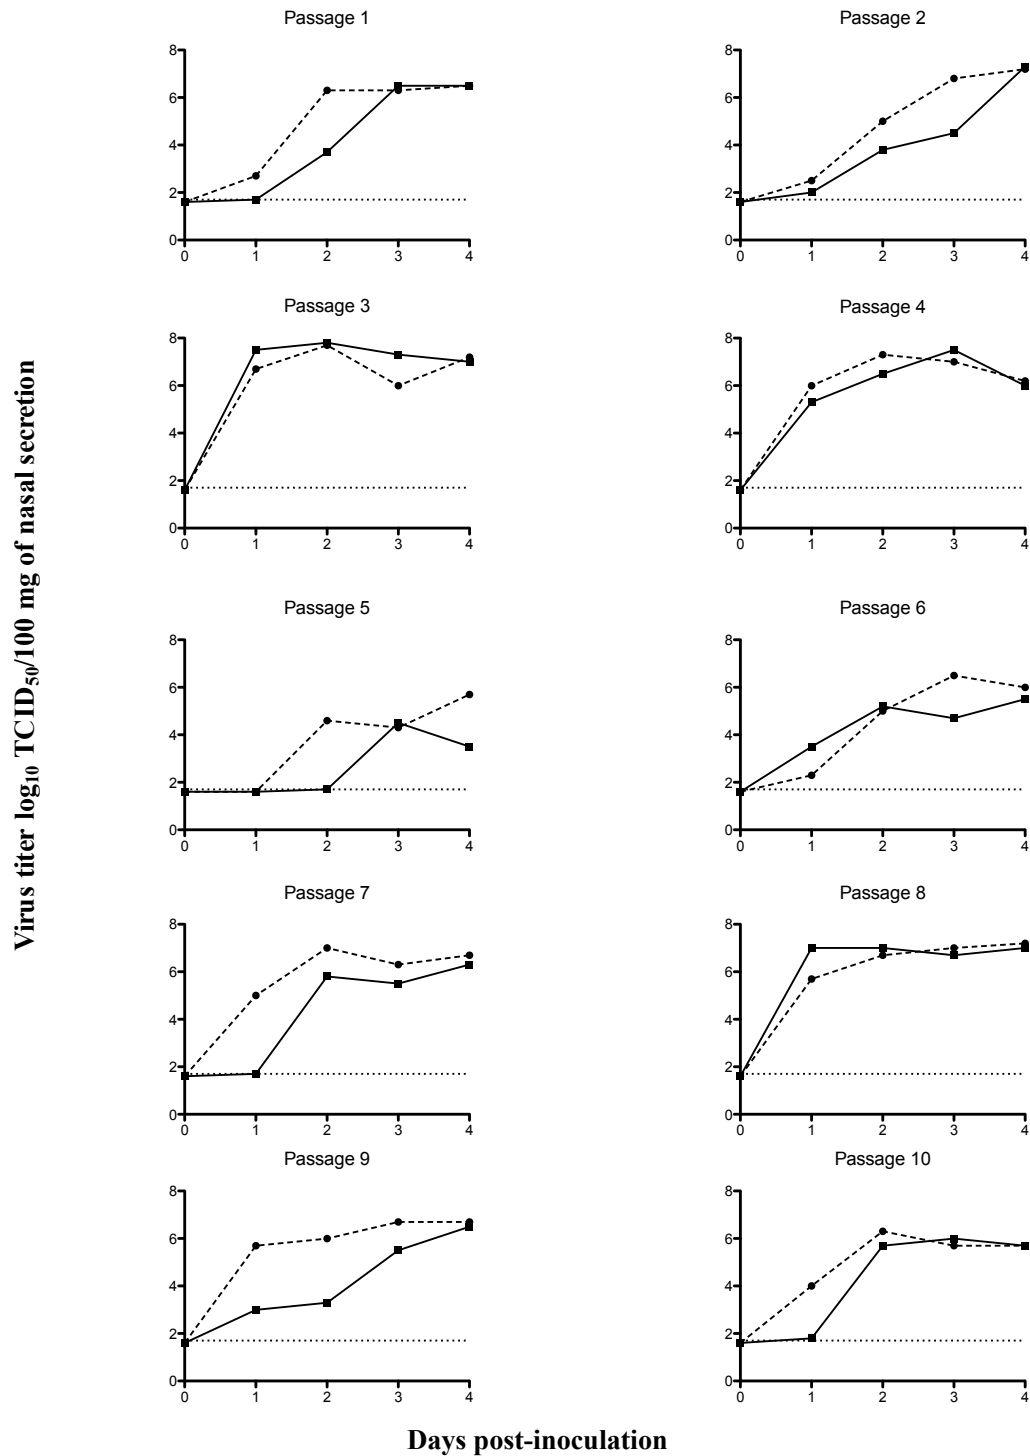 Passage 1
Passage 2
8
6
4
2
0
0 1 2 3 4
8
6
4
2
0
0 1 2 3 4
Passage 3
Passage 4
8
6
4
2
0
0 1 2 3 4
8
6
4
2
0
0 1 2 3 4
Passage 5
Passage 6
8
6
4
2
0
0 1 2 3 4
8
6
4
2
0
0 1 2 3 4
Passage 7
Passage 8
8
6
4
2
0
0 1 2 3 4
8
6
4
2
0
0 1 2 3 4
Passage 9
Passage 10
8
6
4
2
0
0 1 2 3 4
8
6
4
2
0
0 1 2 3 4
Virus titer log₁₀ TCID₅₀/100 mg of nasal secretion
Days post-inoculation